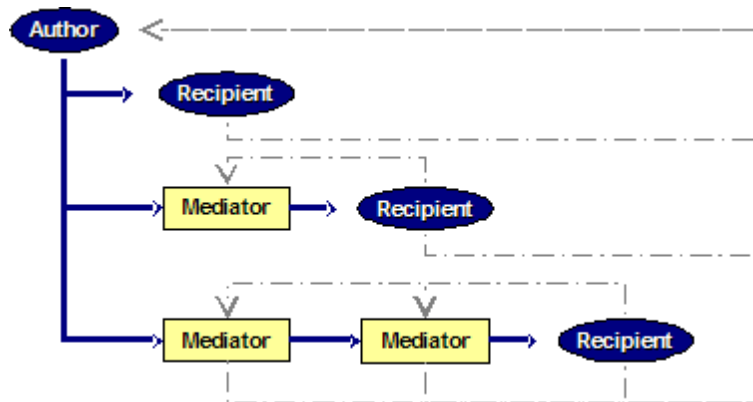 Author
Recipient
Mediator
Recipient
Mediator
Mediator
Recipient